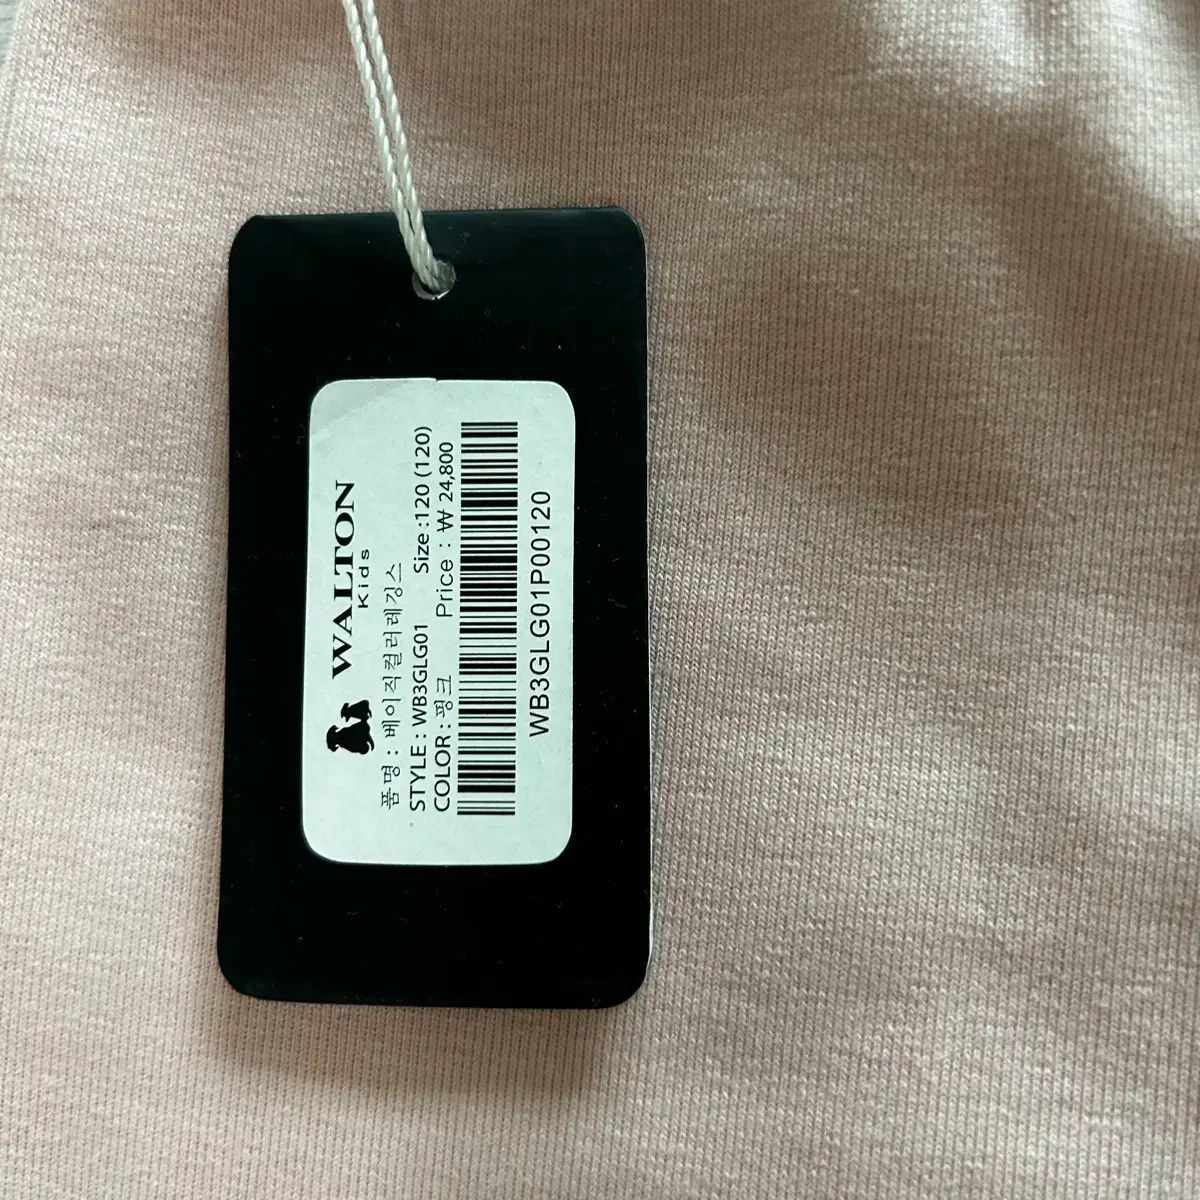 WALTON
Kids
품명 : 베이직컬러레깅스
STYLE : WB3GLG01 Size :120 (120)
COLOR : 핑크 Price : ₩ 24,800
WB3GLG01P00120